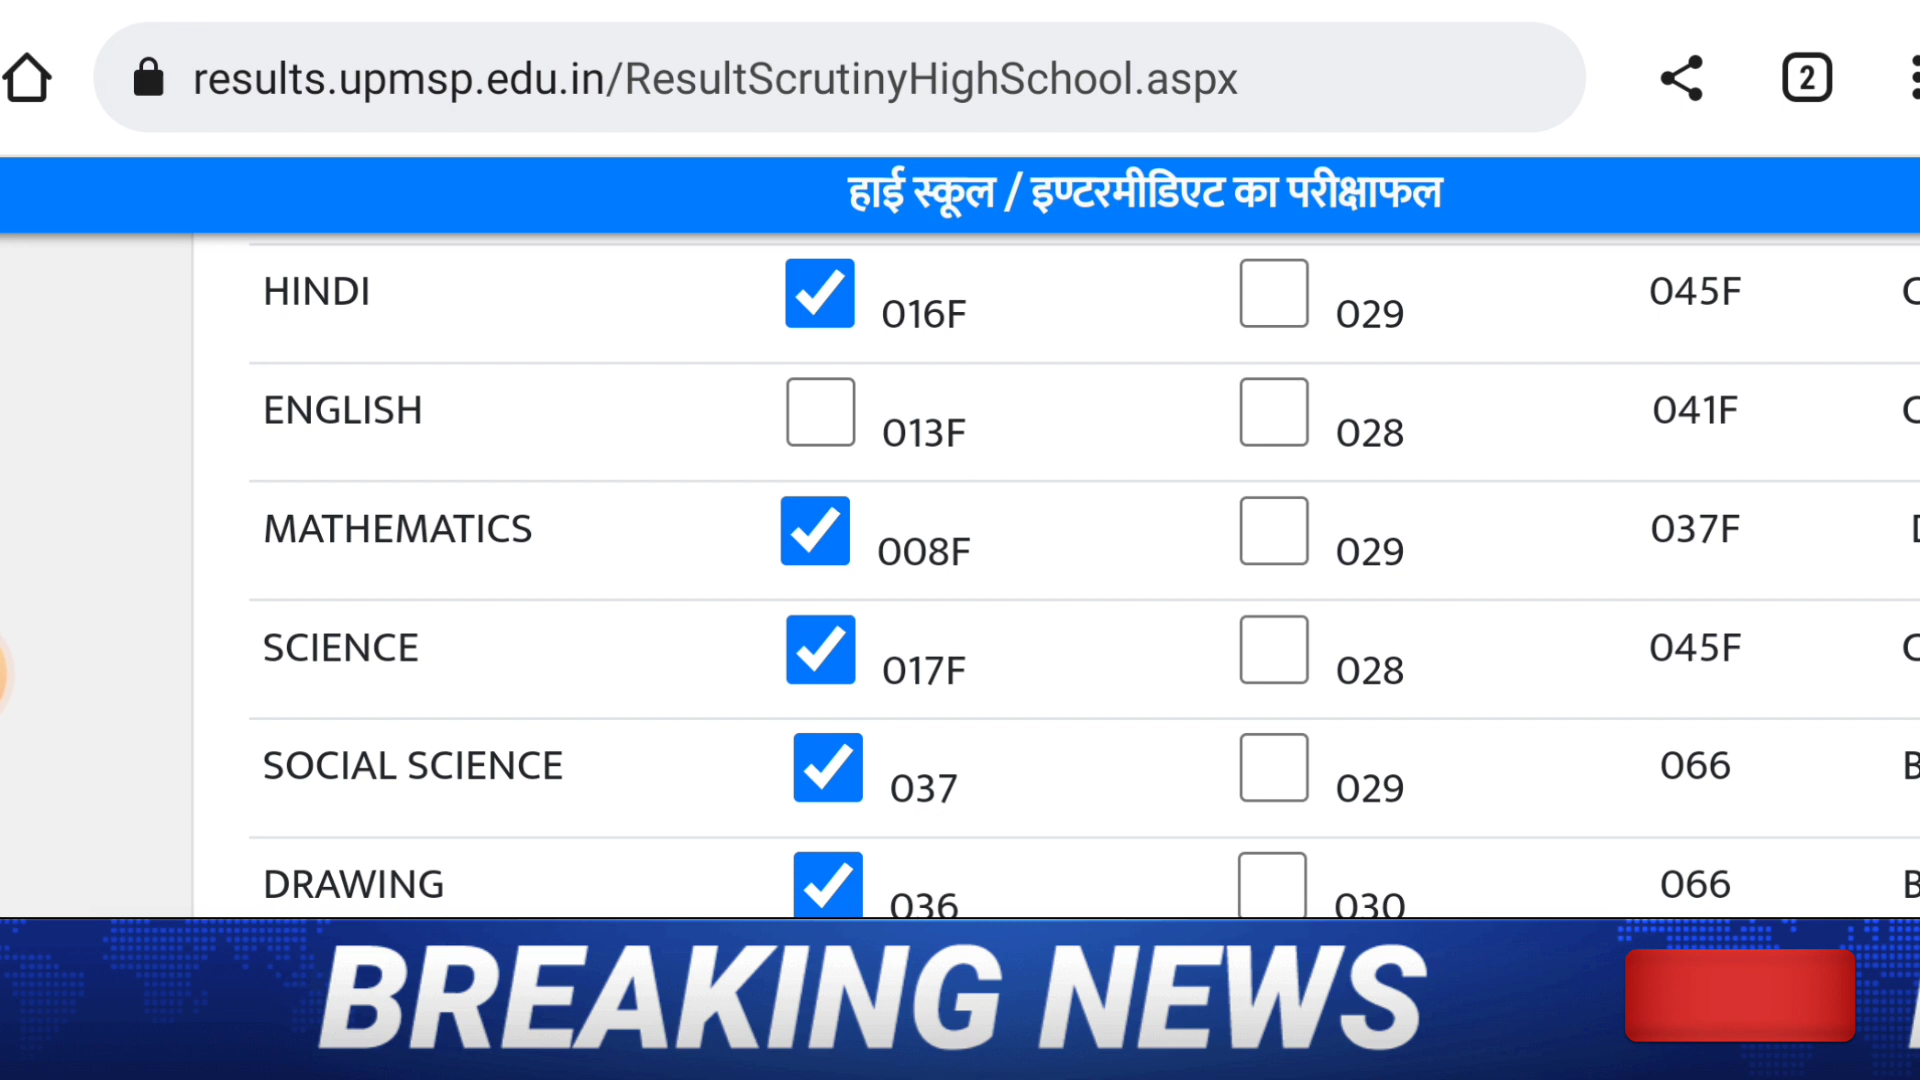 results.upmsp.edu.in/ResultScrutinyHighSchool.aspx
2
हाई स्कूल / इण्टरमीडिएट का परीक्षाफल
HINDI 016F 029 045F C
ENGLISH 013F 028 041F C
MATHEMATICS 008F 029 037F D
SCIENCE 017F 028 045F C
SOCIAL SCIENCE 037 029 066 B
DRAWING 036 030 066 B
BREAKING NEWS